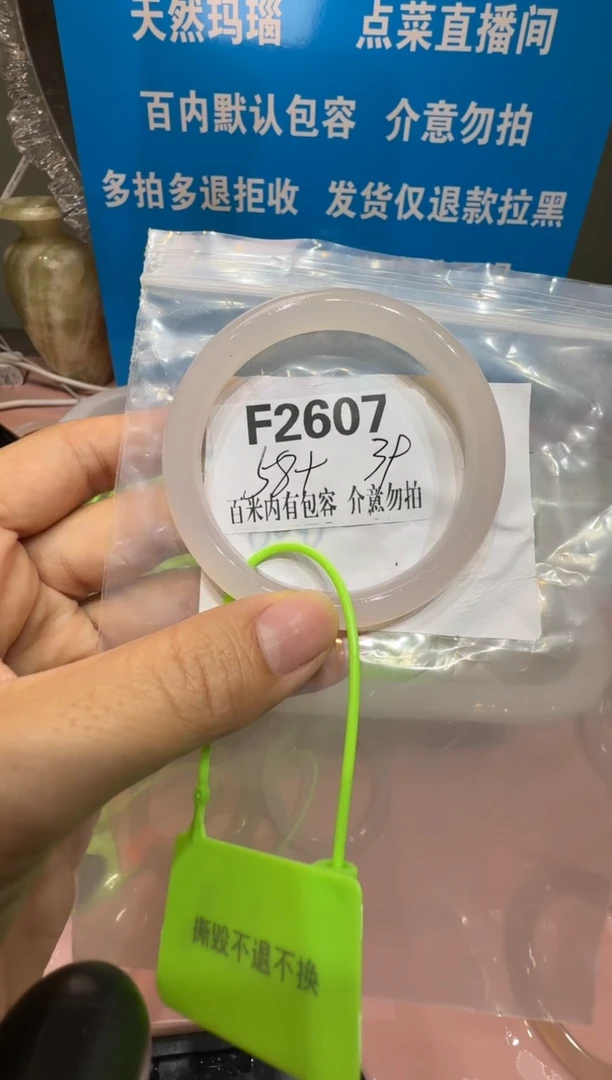 天然玛瑙 点菜直播间
百内默认包容 介意勿拍
多拍多退拒收 发货仅退款拉黑
F2607
58+
百米内有包容 介意勿拍
撕毁不退不换